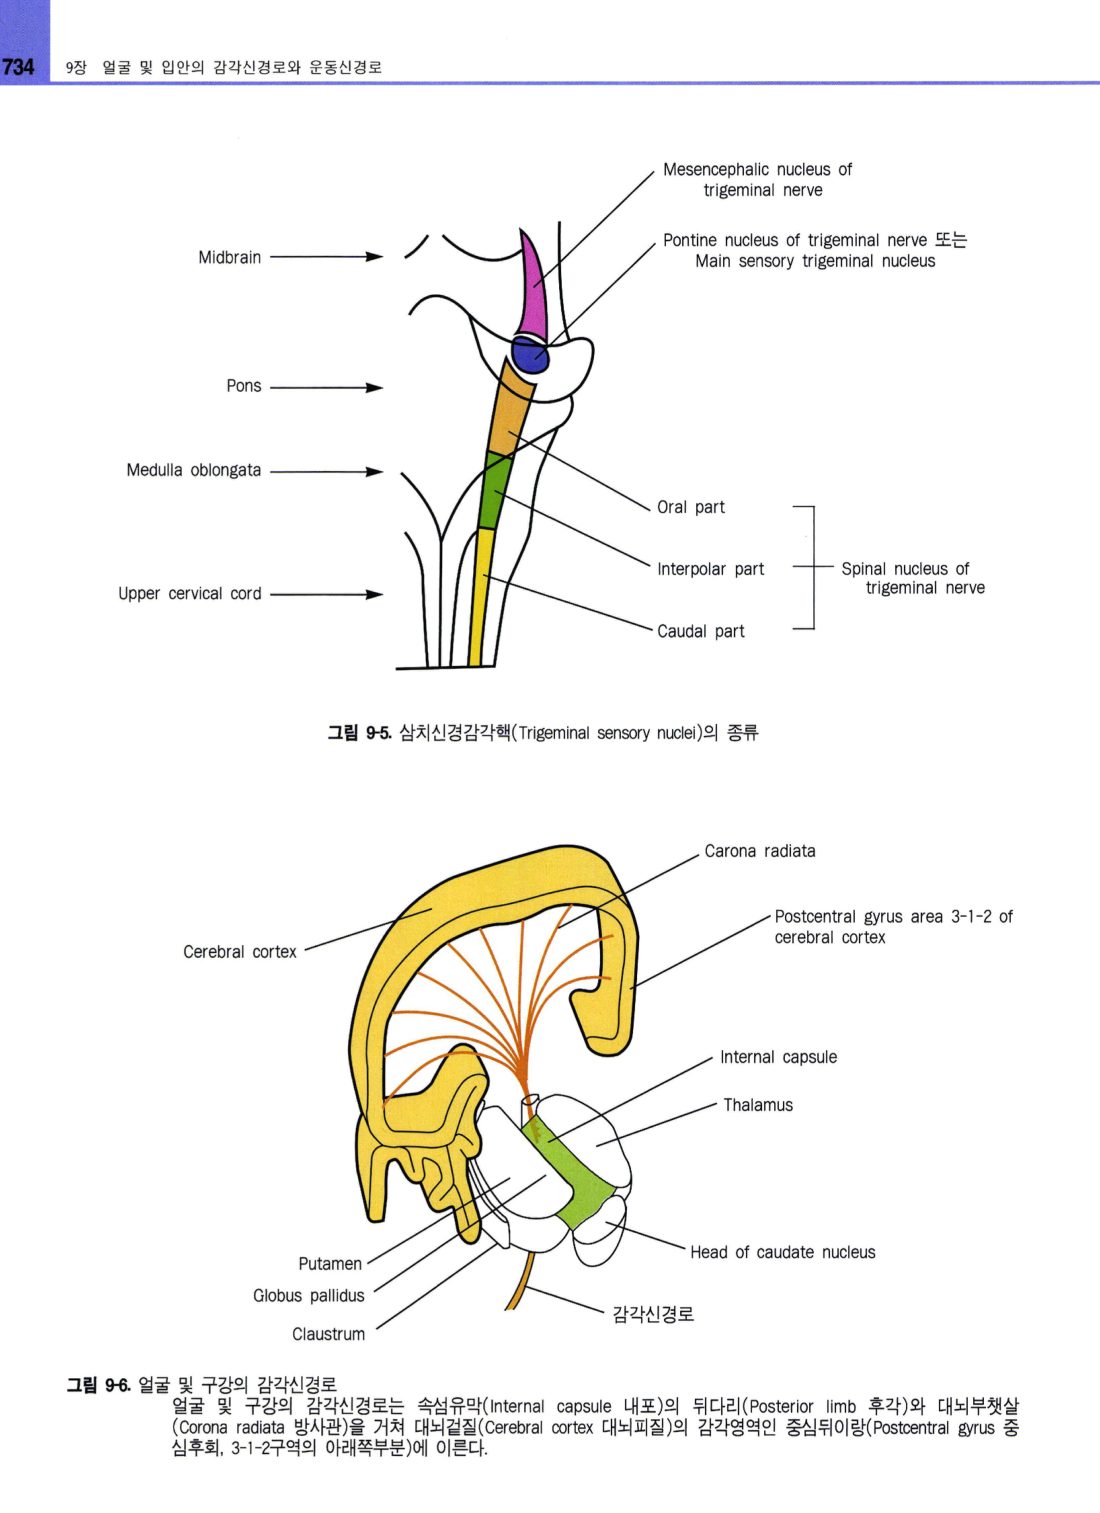 734
9장 얼굴 및 입안의 감각신경로와 운동신경로
Mesencephalic nucleus of
trigeminal nerve
Midbrain
Pontine nucleus of trigeminal nerve 또는
Main sensory trigeminal nucleus
Pons
Medulla oblongata
Oral part
Interpolar part
Spinal nucleus of
trigeminal nerve
Upper cervical cord
Caudal part
그림 9-5. 삼치신경감각핵(Trigeminal sensory nuclei)의 종류
Carona radiata
Postcentral gyrus area 3-1-2 of
cerebral cortex
Cerebral cortex
Internal capsule
Thalamus
Head of caudate nucleus
Putamen
Globus pallidus
감각신경로
Claustrum
그림 9-6. 얼굴 및 구강의 감각신경로
얼굴 및 구강의 감각신경로는 속섬유막(Internal capsule 내포)의 뒤다리(Posterior limb 후각)와 대뇌부챗살
(Corona radiata 방사관)을 거쳐 대뇌겉질(Cerebral cortex 대뇌피질)의 감각영역인 중심뒤이랑(Postcentral gyrus 중
심후회, 3-1-2구역의 아래쪽부분)에 이른다.